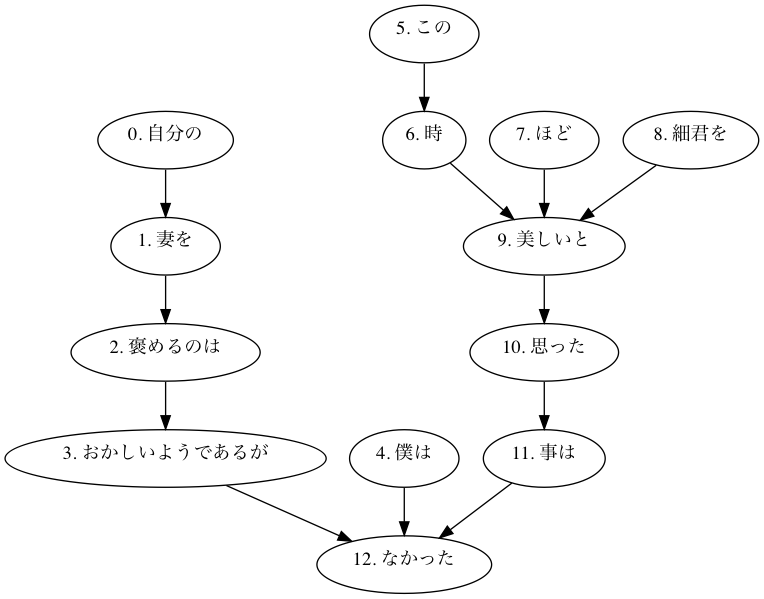 5. この
0. 自分の
6. 時
7. ほど
8. 細君を
1. 妻を
9. 美しいと
2. 褒めるのは
10. 思った
3. おかしいようであるが
4. 僕は
11. 事は
12. なかった